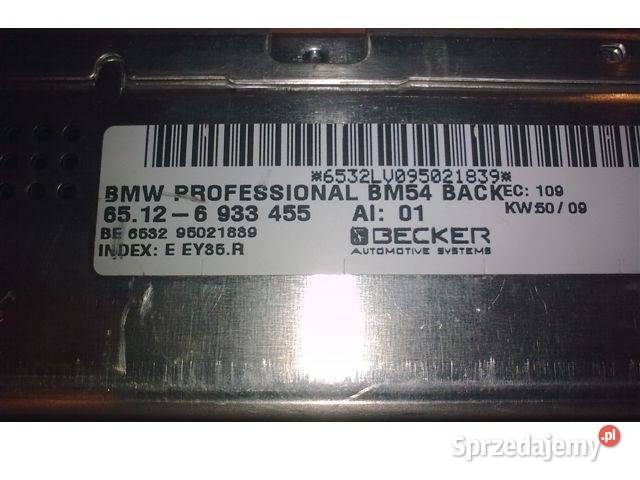 *6532LV095021839*
BMW PROFESSIONAL BM54 BACK EC: 109
65.12-6 933 455 AI: 01 KW50/09
BE 6532 95021839 BECKER
INDEX: E EY35.R AUTOMOTIVE SYSTEMS
Sprzedajemy.pl